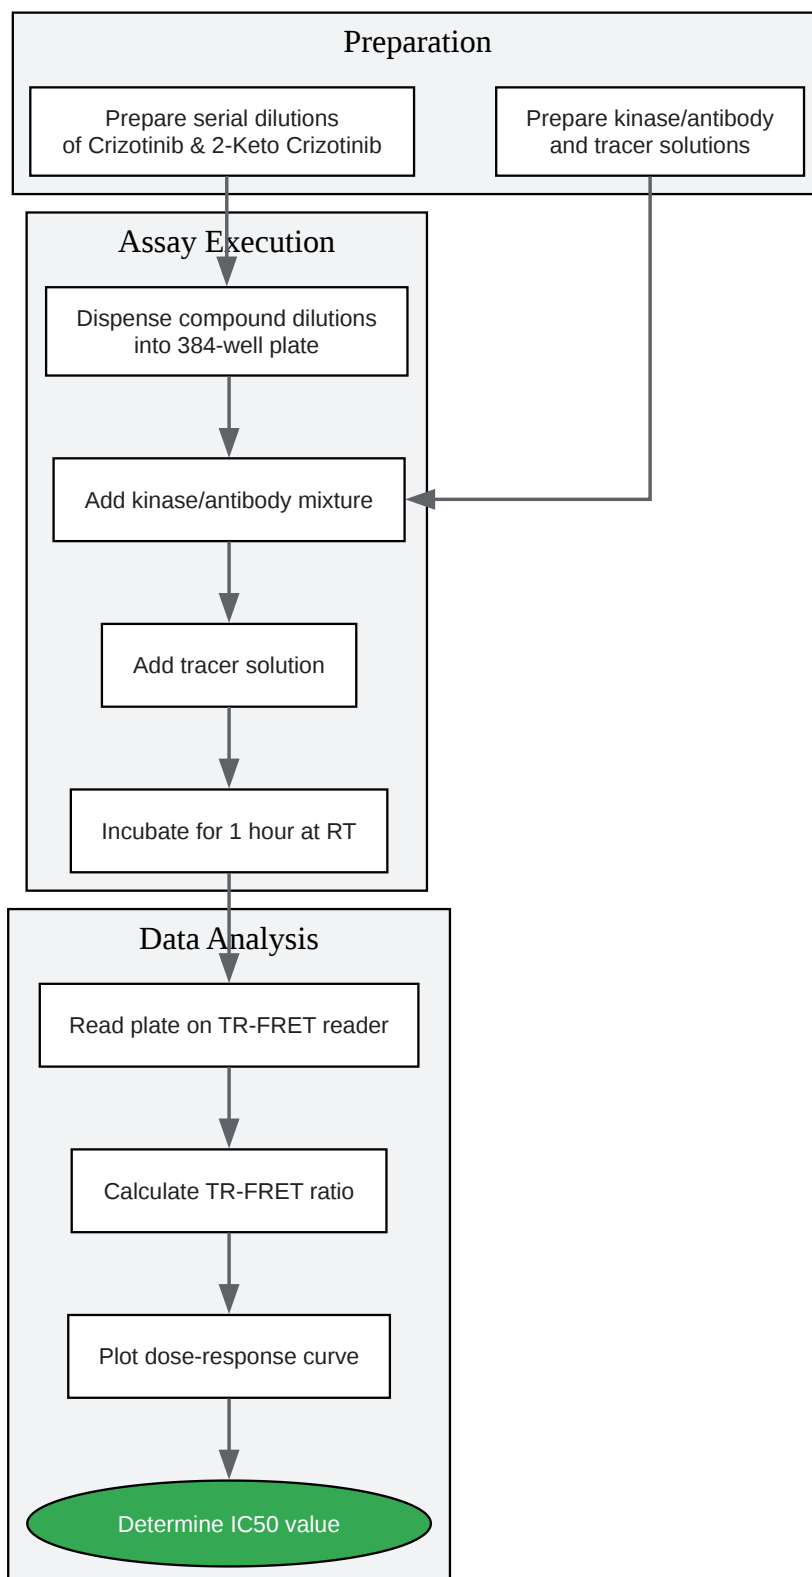 Preparation
Prepare serial dilutions
of Crizotinib & 2-Keto Crizotinib
Prepare kinase/antibody
and tracer solutions
Assay Execution
Dispense compound dilutions
into 384-well plate
Add kinase/antibody mixture
Add tracer solution
Incubate for 1 hour at RT
Data Analysis
Read plate on TR-FRET reader
Calculate TR-FRET ratio
Plot dose-response curve
Determine IC50 value